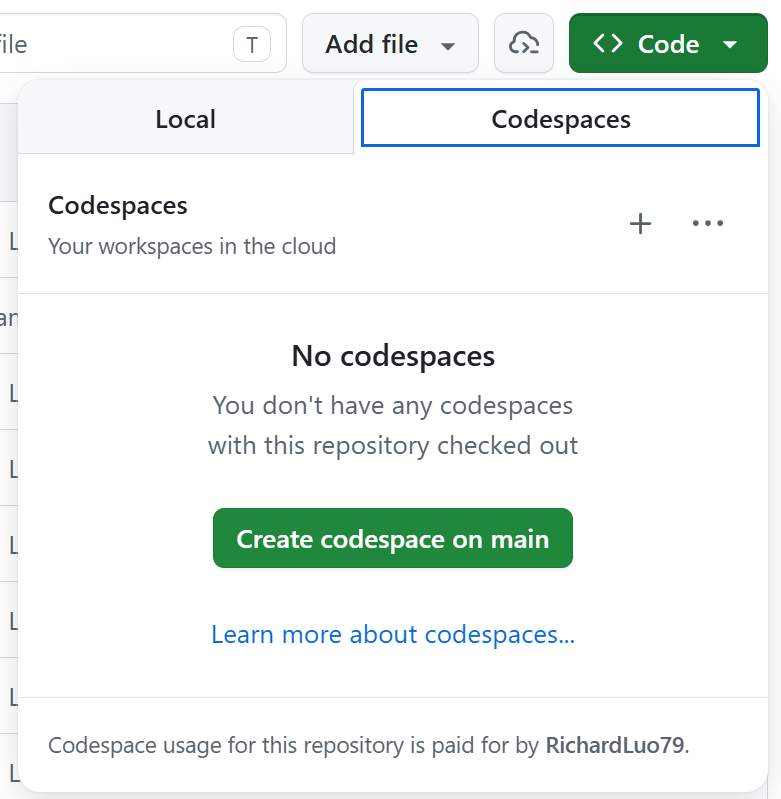 file T Add file Code
Local Codespaces
Codespaces
Your workspaces in the cloud
No codespaces
You don't have any codespaces
with this repository checked out
Create codespace on main
Learn more about codespaces...
Codespace usage for this repository is paid for by RichardLuo79.